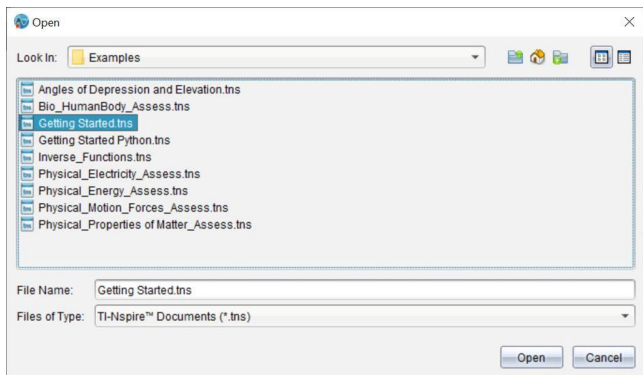 Open
Look In: Examples
Angles of Depression and Elevation.tns
Bio_HumanBody_Assess.tns
Getting Started.tns
Getting Started Python.tns
Inverse_Functions.tns
Physical_Electricity_Assess.tns
Physical_Energy_Assess.tns
Physical_Motion_Forces_Assess.tns
Physical_Properties of Matter_Assess.tns
File Name: Getting Started.tns
Files of Type: TI-Nspire™ Documents (*.tns)
Open Cancel